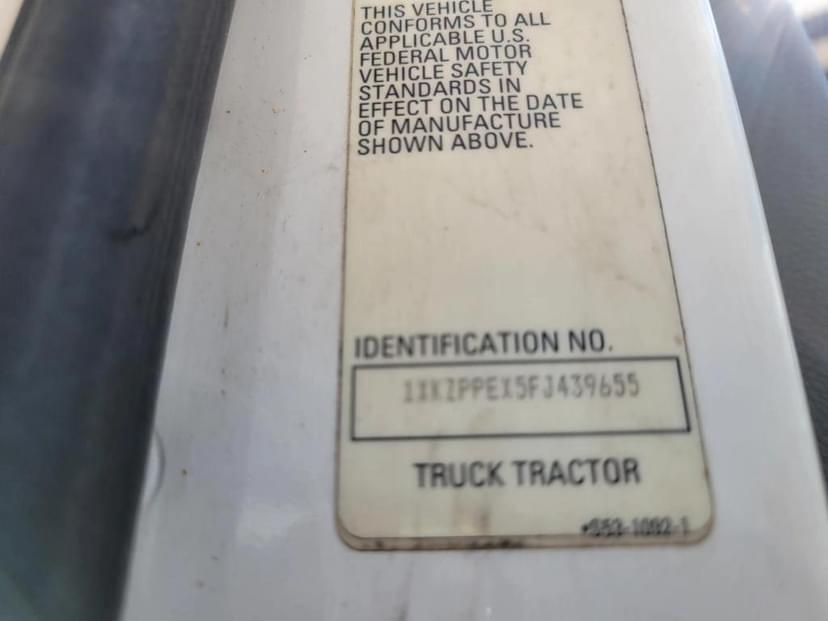 THIS VEHICLE
CONFORMS TO ALL
APPLICABLE U.S.
FEDERAL MOTOR
VEHICLE SAFETY
STANDARDS IN
EFFECT ON THE DATE
OF MANUFACTURE
SHOWN ABOVE.
IDENTIFICATION NO.
1XKZPPEX5FJ439655
TRUCK TRACTOR